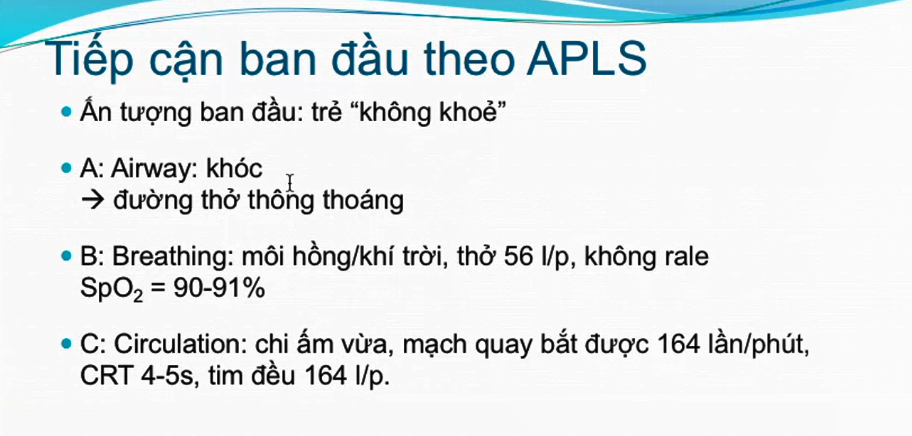 Tiếp cận ban đầu theo APLS
• Ấn tượng ban đầu: trẻ “không khoẻ”
• A: Airway: khóc
→ đường thở thông thoáng
• B: Breathing: môi hồng/khí trời, thở 56 l/p, không rale
SpO₂ = 90-91%
• C: Circulation: chi ấm vừa, mạch quay bắt được 164 lần/phút,
CRT 4-5s, tim đều 164 l/p.